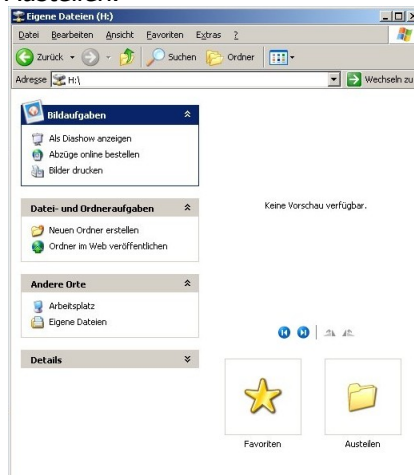 Eigene Dateien (H:)
Datei Bearbeiten Ansicht Favoriten Extras ?
Zurück Suchen Ordner
Adresse H:\ Wechseln zu
Bildaufgaben
Als Diashow anzeigen
Abzüge online bestellen
Bilder drucken
Datei- und Ordneraufgaben
Neuen Ordner erstellen
Ordner im Web veröffentlichen
Andere Orte
Arbeitsplatz
Eigene Dateien
Details
Keine Vorschau verfügbar.
Favoriten Austeilen